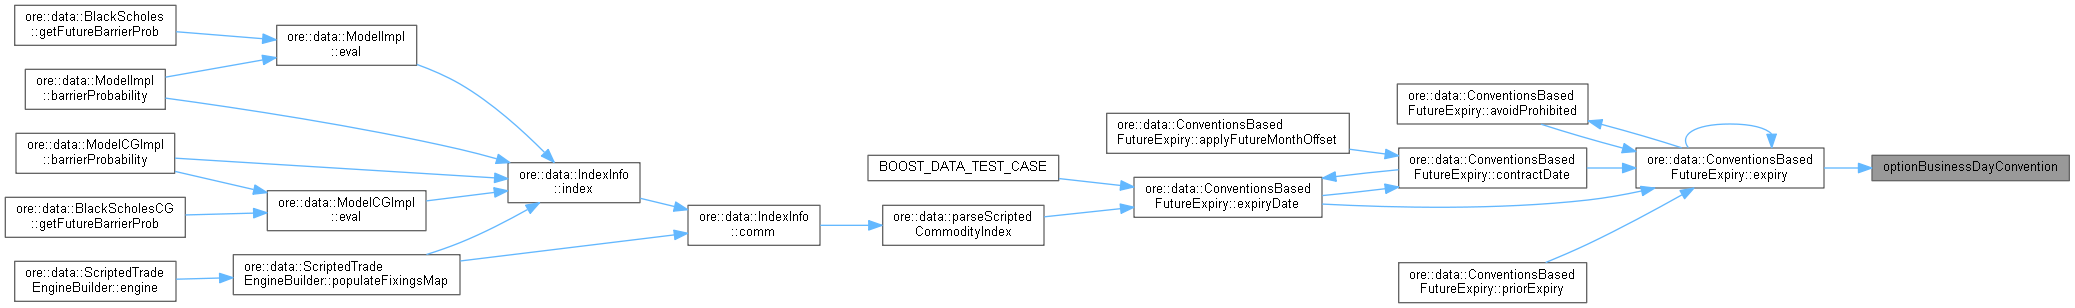 ore::data::BlackScholes
::getFutureBarrierProb
ore::data::ModelImpl
::barrierProbability
ore::data::ModelCGImpl
::barrierProbability
ore::data::BlackScholesCG
::getFutureBarrierProb
ore::data::ScriptedTrade
EngineBuilder::engine
ore::data::ModelImpl
::eval
ore::data::ModelCGImpl
::eval
ore::data::ScriptedTrade
EngineBuilder::populateFixingsMap
ore::data::IndexInfo
::index
ore::data::IndexInfo
::comm
BOOST_DATA_TEST_CASE
ore::data::parseScripted
CommodityIndex
ore::data::ConventionsBased
FutureExpiry::applyFutureMonthOffset
ore::data::ConventionsBased
FutureExpiry::expiryDate
ore::data::ConventionsBased
FutureExpiry::avoidProhibited
ore::data::ConventionsBased
FutureExpiry::contractDate
ore::data::ConventionsBased
FutureExpiry::priorExpiry
ore::data::ConventionsBased
FutureExpiry::expiry
optionBusinessDayConvention